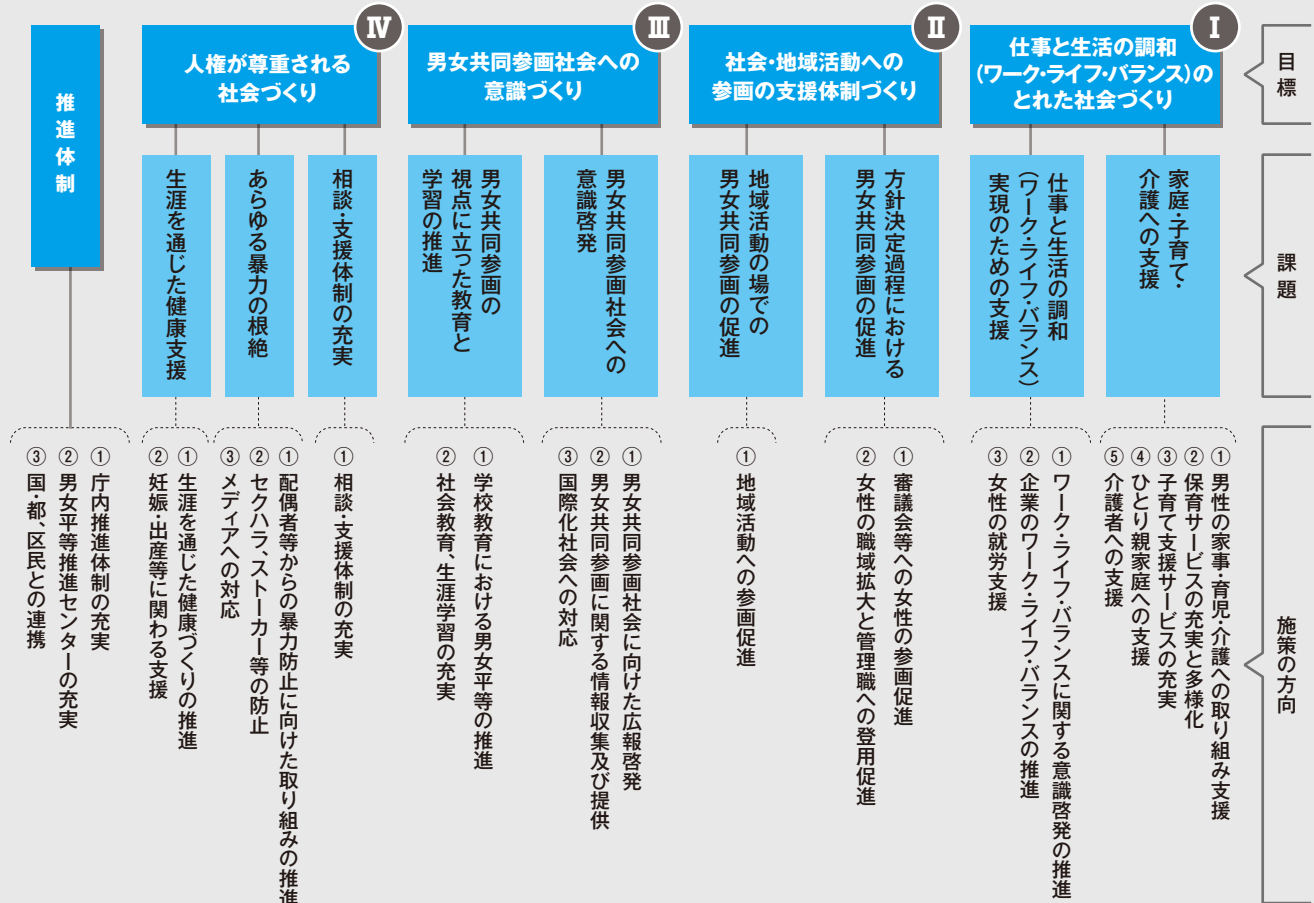 目標
課題
施策の方向
Ⅰ
仕事と生活の調和
(ワーク・ライフ・バランス)の
とれた社会づくり
家庭・子育て・
介護への支援
①男性の家事・育児・介護への取り組み支援
②保育サービスの充実と多様化
③子育て支援サービスの充実
④ひとり親家庭への支援
⑤介護者への支援
仕事と生活の調和
(ワーク・ライフ・バランス)
実現のための支援
①ワーク・ライフ・バランスに関する意識啓発の推進
②企業のワーク・ライフ・バランスの推進
③女性の就労支援
Ⅱ
社会・地域活動への
参画の支援体制づくり
方針決定過程における
男女共同参画の促進
①審議会等への女性の参画促進
②女性の職域拡大と管理職への登用促進
地域活動の場での
男女共同参画の促進
①地域活動への参画促進
Ⅲ
男女共同参画社会への
意識づくり
男女共同参画社会への
意識啓発
①男女共同参画社会に向けた広報啓発
②男女共同参画に関する情報収集及び提供
③国際化社会への対応
男女共同参画の
視点に立った教育と
学習の推進
①学校教育における男女平等の推進
②社会教育、生涯学習の充実
Ⅳ
人権が尊重される
社会づくり
相談・支援体制の充実
①相談・支援体制の充実
あらゆる暴力の根絶
①配偶者等からの暴力防止に向けた取り組みの推進
②セクハラ、ストーカー等の防止
③メディアへの対応
生涯を通じた健康支援
①生涯を通じた健康づくりの推進
②妊娠・出産等に関わる支援
推進体制
①庁内推進体制の充実
②男女平等推進センターの充実
③国・都、区民との連携